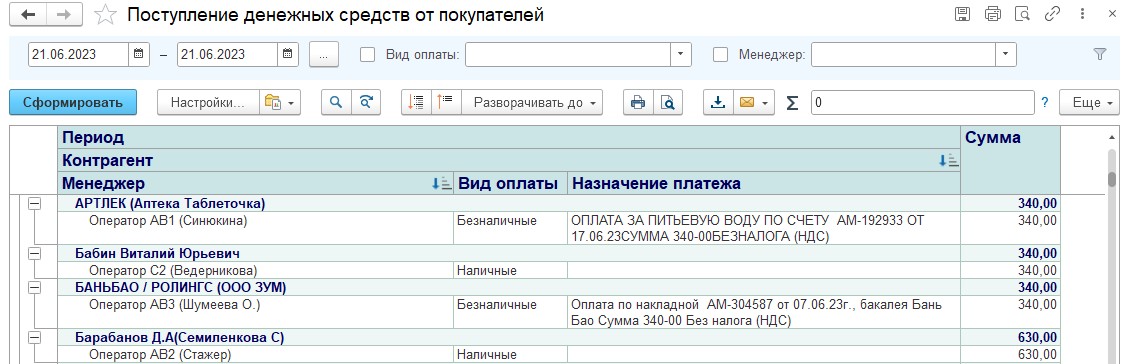 Поступление денежных средств от покупателей
21.06.2023 – 21.06.2023 ... Вид оплаты: Менеджер:
Сформировать Настройки... Разворачивать до Σ 0 ? Еще
Период Сумма
Контрагент
Менеджер Вид оплаты Назначение платежа
АРТЛЕК (Аптека Таблеточка) 340,00
Оператор АВ1 (Синюкина) Безналичные ОПЛАТА ЗА ПИТЬЕВУЮ ВОДУ ПО СЧЕТУ АМ-192933 ОТ 340,00
17.06.23СУММА 340-00БЕЗНАЛОГА (НДС)
Бабин Виталий Юрьевич 340,00
Оператор С2 (Ведерникова) Наличные 340,00
БАНЬБАО / РОЛИНГС (ООО ЗУМ) 340,00
Оператор АВ3 (Шумеева О.) Безналичные Оплата по накладной АМ-304587 от 07.06.23г., бакалея Бань 340,00
Бао Сумма 340-00 Без налога (НДС)
Барабанов Д.А(Семиленкова С) 630,00
Оператор АВ2 (Стажер) Наличные 630,00